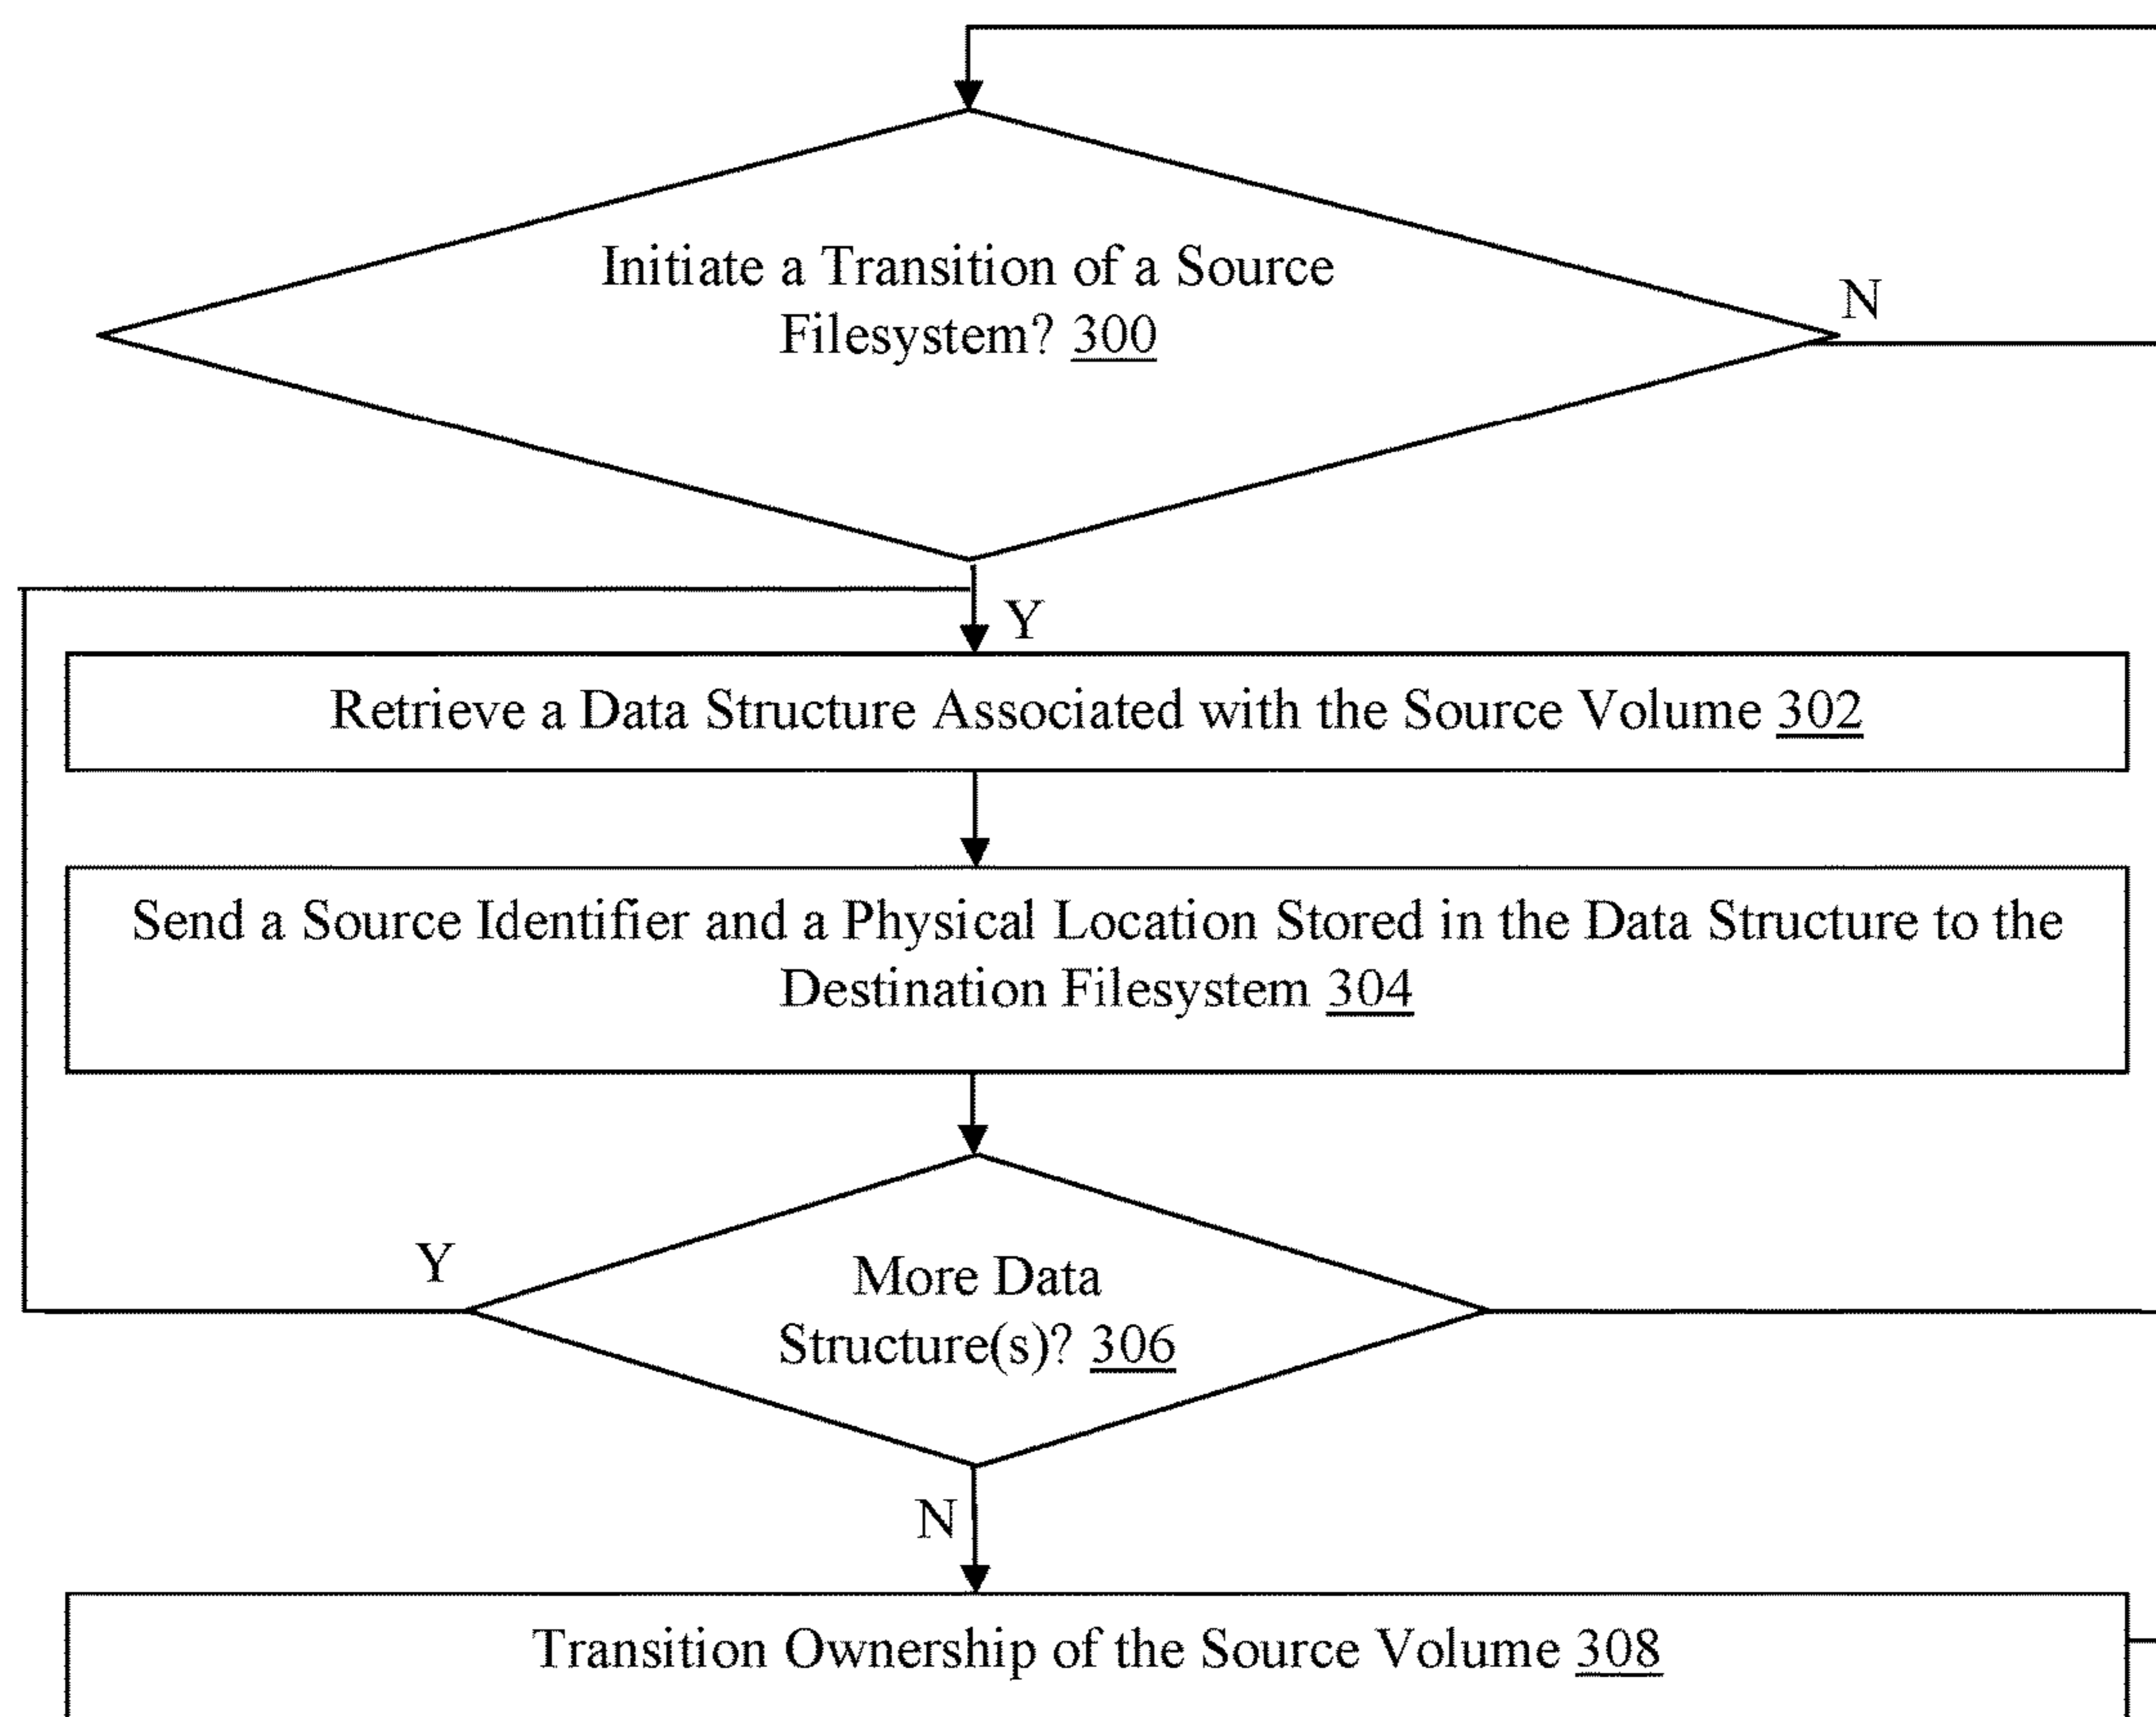 Initiate a Transition of a Source
Filesystem? 300
N
Y
Retrieve a Data Structure Associated with the Source Volume 302
Send a Source Identifier and a Physical Location Stored in the Data Structure to the
Destination Filesystem 304
Y
More Data
Structure(s)? 306
N
Transition Ownership of the Source Volume 308